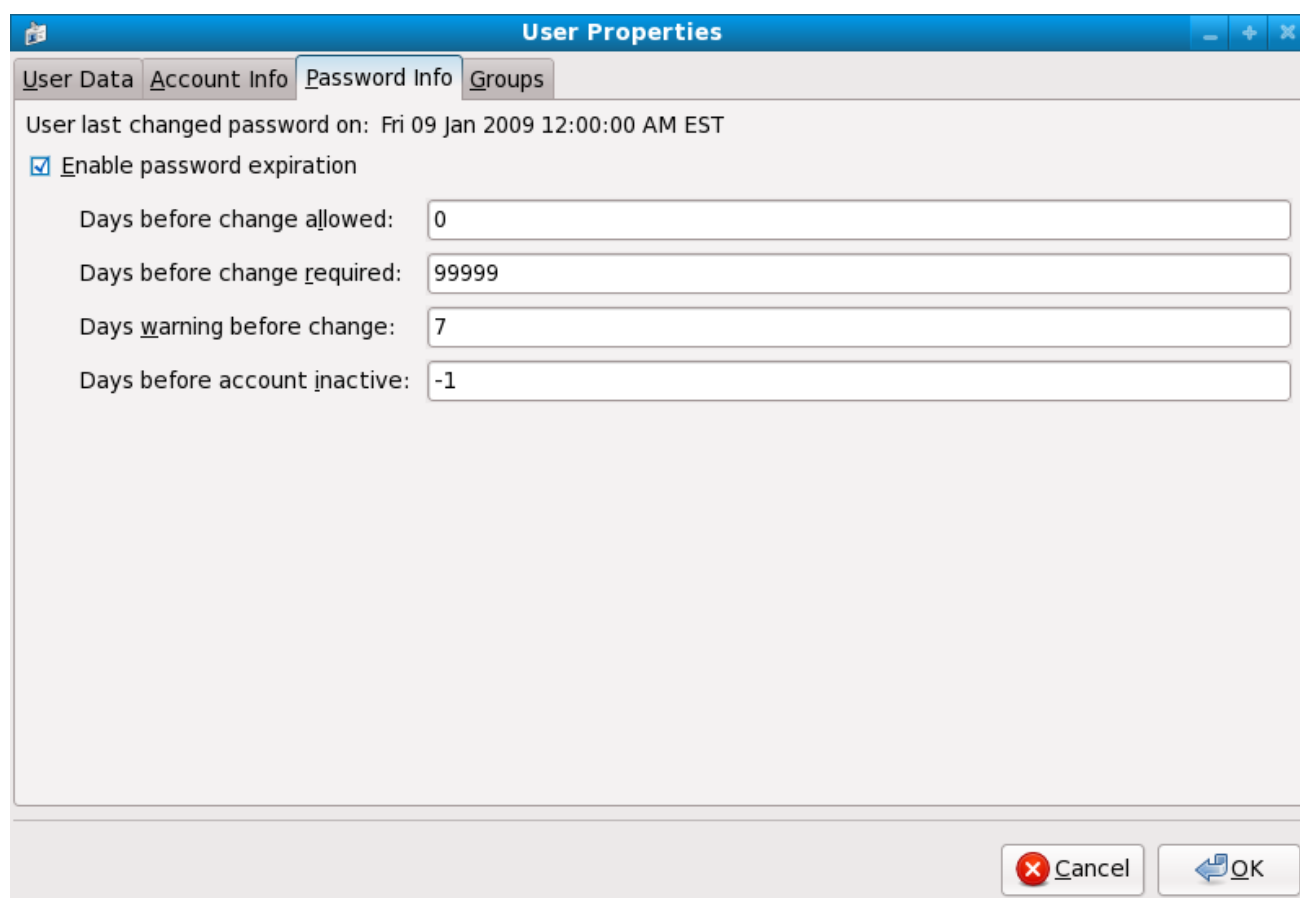 User Properties
User Data Account Info Password Info Groups
User last changed password on: Fri 09 Jan 2009 12:00:00 AM EST
Enable password expiration
Days before change allowed: 0
Days before change required: 99999
Days warning before change: 7
Days before account inactive: -1
Cancel OK